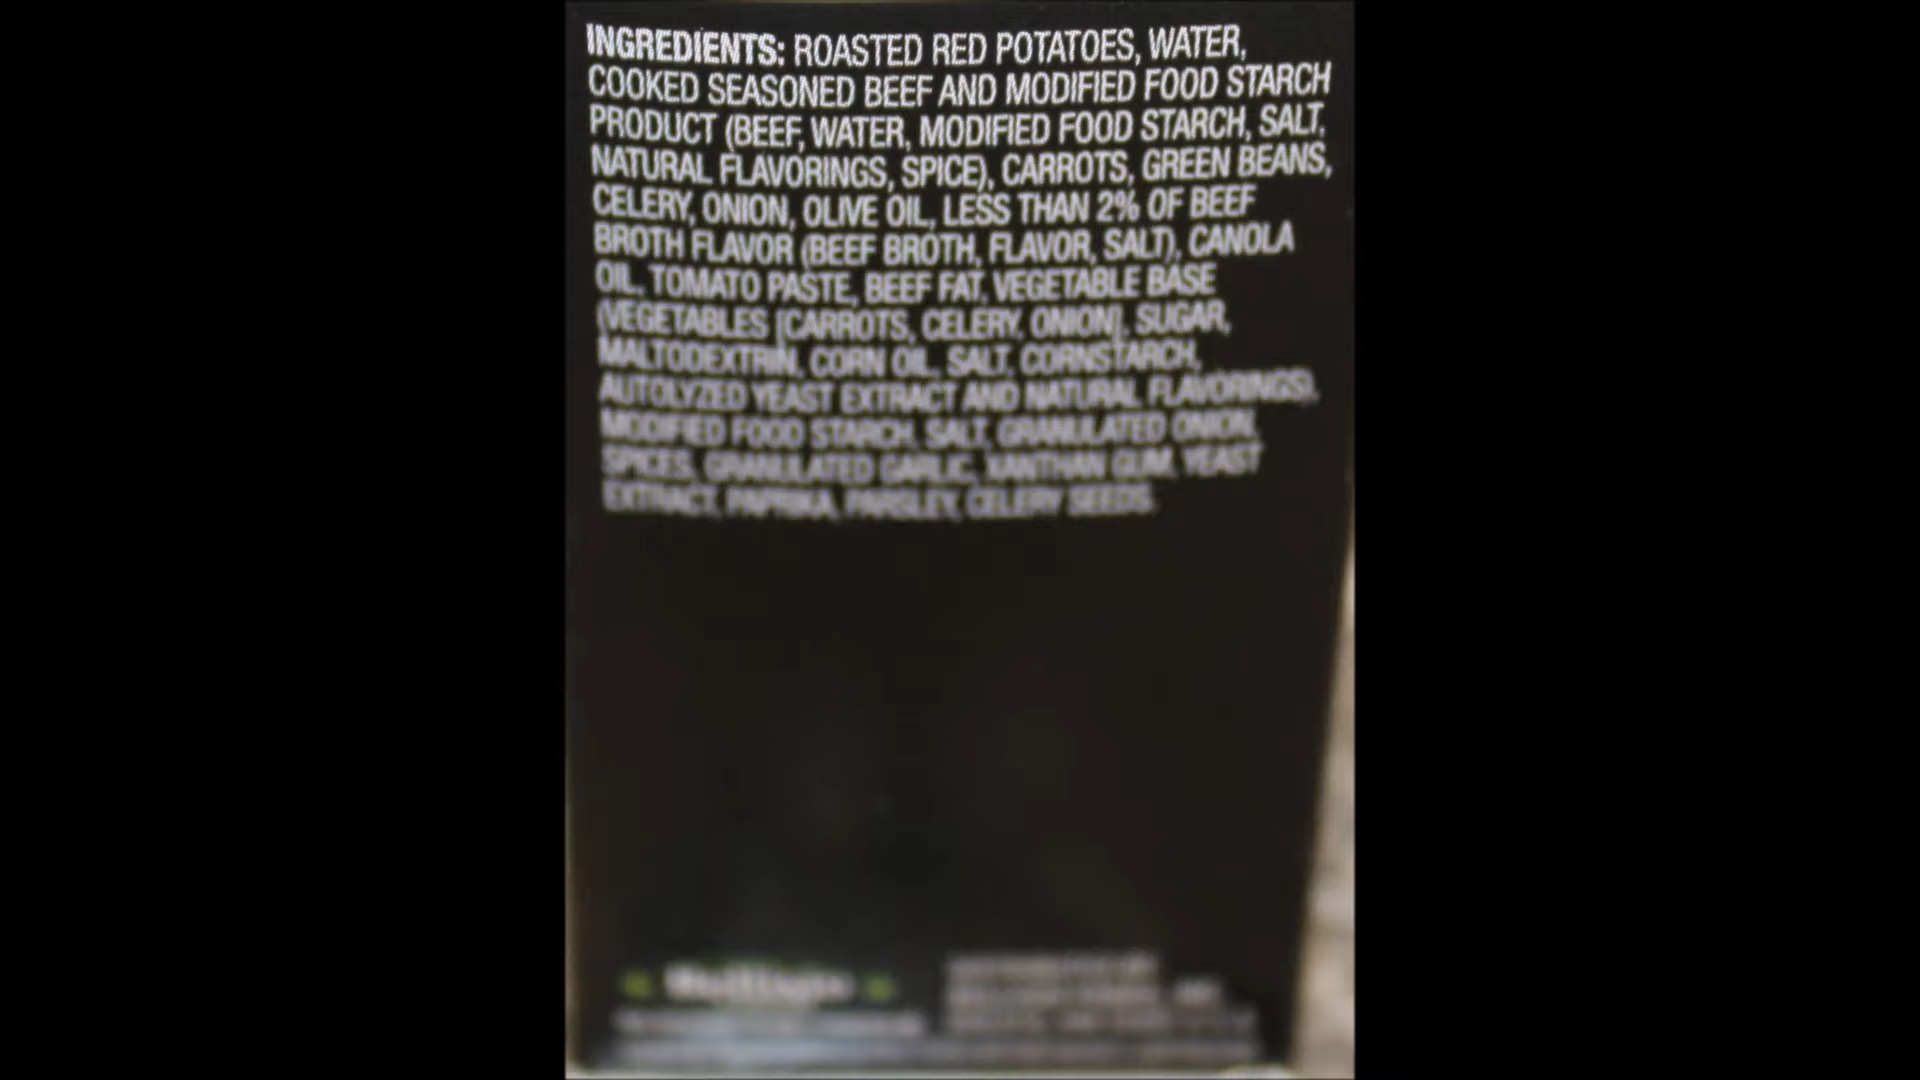 INGREDIENTS: ROASTED RED POTATOES, WATER,
COOKED SEASONED BEEF AND MODIFIED FOOD STARCH
PRODUCT (BEEF, WATER, MODIFIED FOOD STARCH, SALT,
NATURAL FLAVORINGS, SPICE), CARROTS, GREEN BEANS,
CELERY, ONION, OLIVE OIL, LESS THAN 2% OF BEEF
BROTH FLAVOR (BEEF BROTH, FLAVOR, SALT), CANOLA
OIL, TOMATO PASTE, BEEF FAT, VEGETABLE BASE
(VEGETABLES [CARROTS, CELERY, ONION], SUGAR,
MALTODEXTRIN, CORN OIL, SALT, CORNSTARCH,
AUTOLYZED YEAST EXTRACT AND NATURAL FLAVORINGS),
MODIFIED FOOD STARCH, SALT, GRANULATED ONION,
SPICES, GRANULATED GARLIC, XANTHAN GUM, YEAST
EXTRACT, PAPRIKA, PARSLEY, CELERY SEEDS.